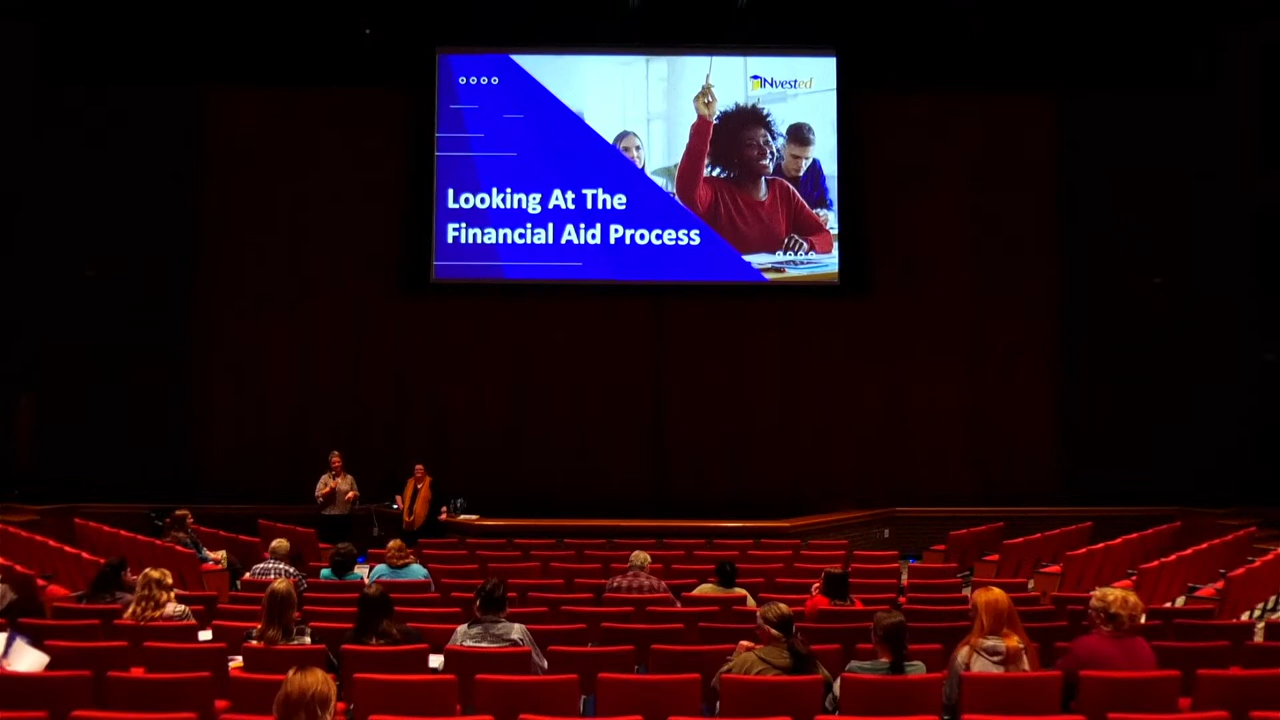 INvested
Looking At The
Financial Aid Process